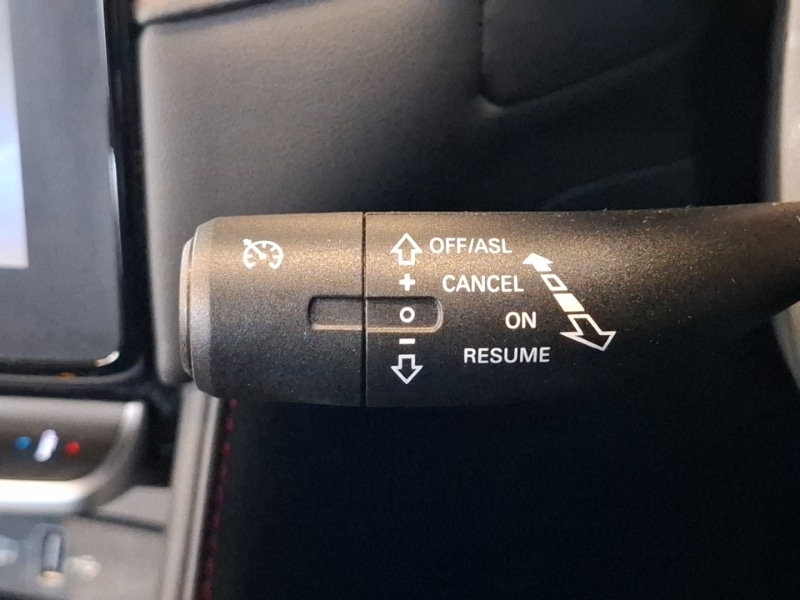 OFF/ASL
+ CANCEL
O ON
− RESUME